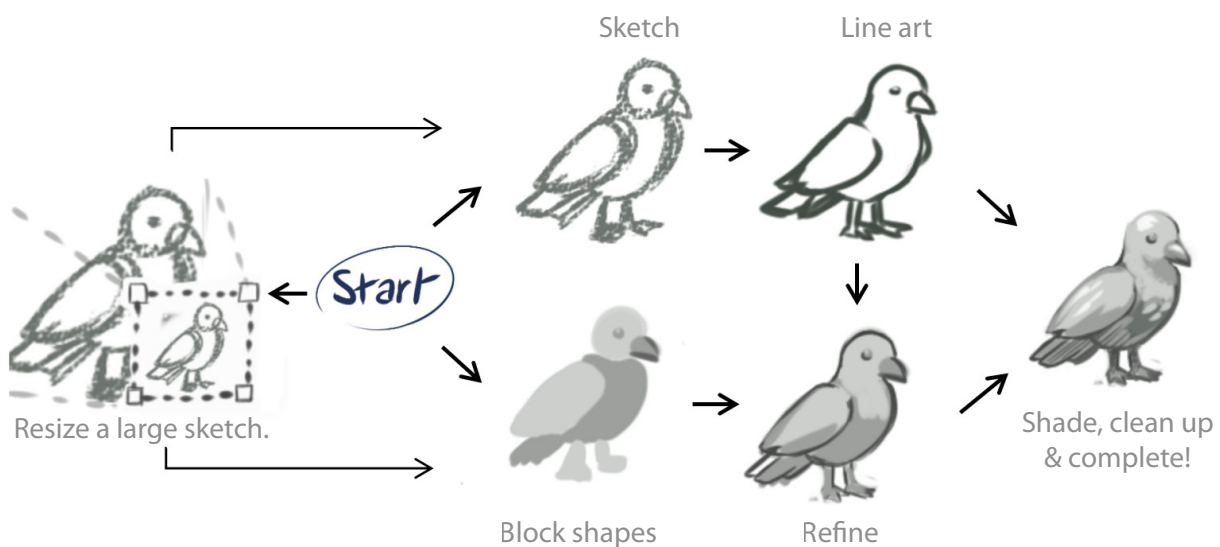 Sketch
Line art
Start
Resize a large sketch.
Shade, clean up
& complete!
Block shapes
Refine